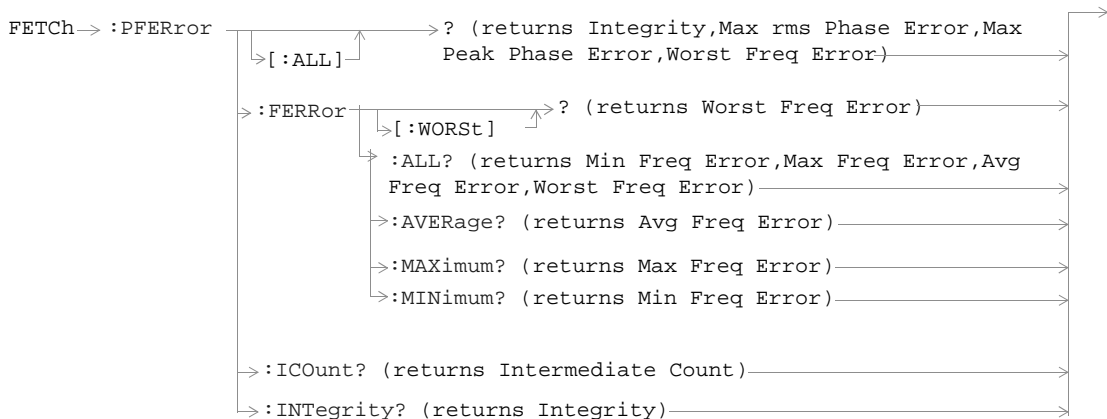 FETCh :PFERror ? (returns Integrity,Max rms Phase Error,Max
[:ALL] Peak Phase Error,Worst Freq Error)
:FERRor ? (returns Worst Freq Error)
[:WORSt]
:ALL? (returns Min Freq Error,Max Freq Error,Avg
Freq Error,Worst Freq Error)
:AVERage? (returns Avg Freq Error)
:MAXimum? (returns Max Freq Error)
:MINimum? (returns Min Freq Error)
:ICOunt? (returns Intermediate Count)
:INTegrity? (returns Integrity)